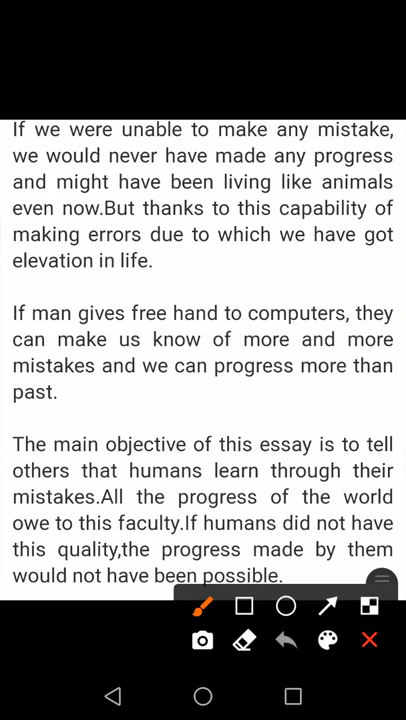 If we were unable to make any mistake,
we would never have made any progress
and might have been living like animals
even now.But thanks to this capability of
making errors due to which we have got
elevation in life.
If man gives free hand to computers, they
can make us know of more and more
mistakes and we can progress more than
past.
The main objective of this essay is to tell
others that humans learn through their
mistakes.All the progress of the world
owe to this faculty.If humans did not have
this quality,the progress made by them
would not have been possible.